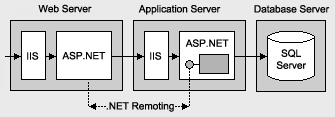 Web Server
Application Server
Database Server
IIS
ASP.NET
IIS
ASP.NET
SQL
Server
.NET Remoting